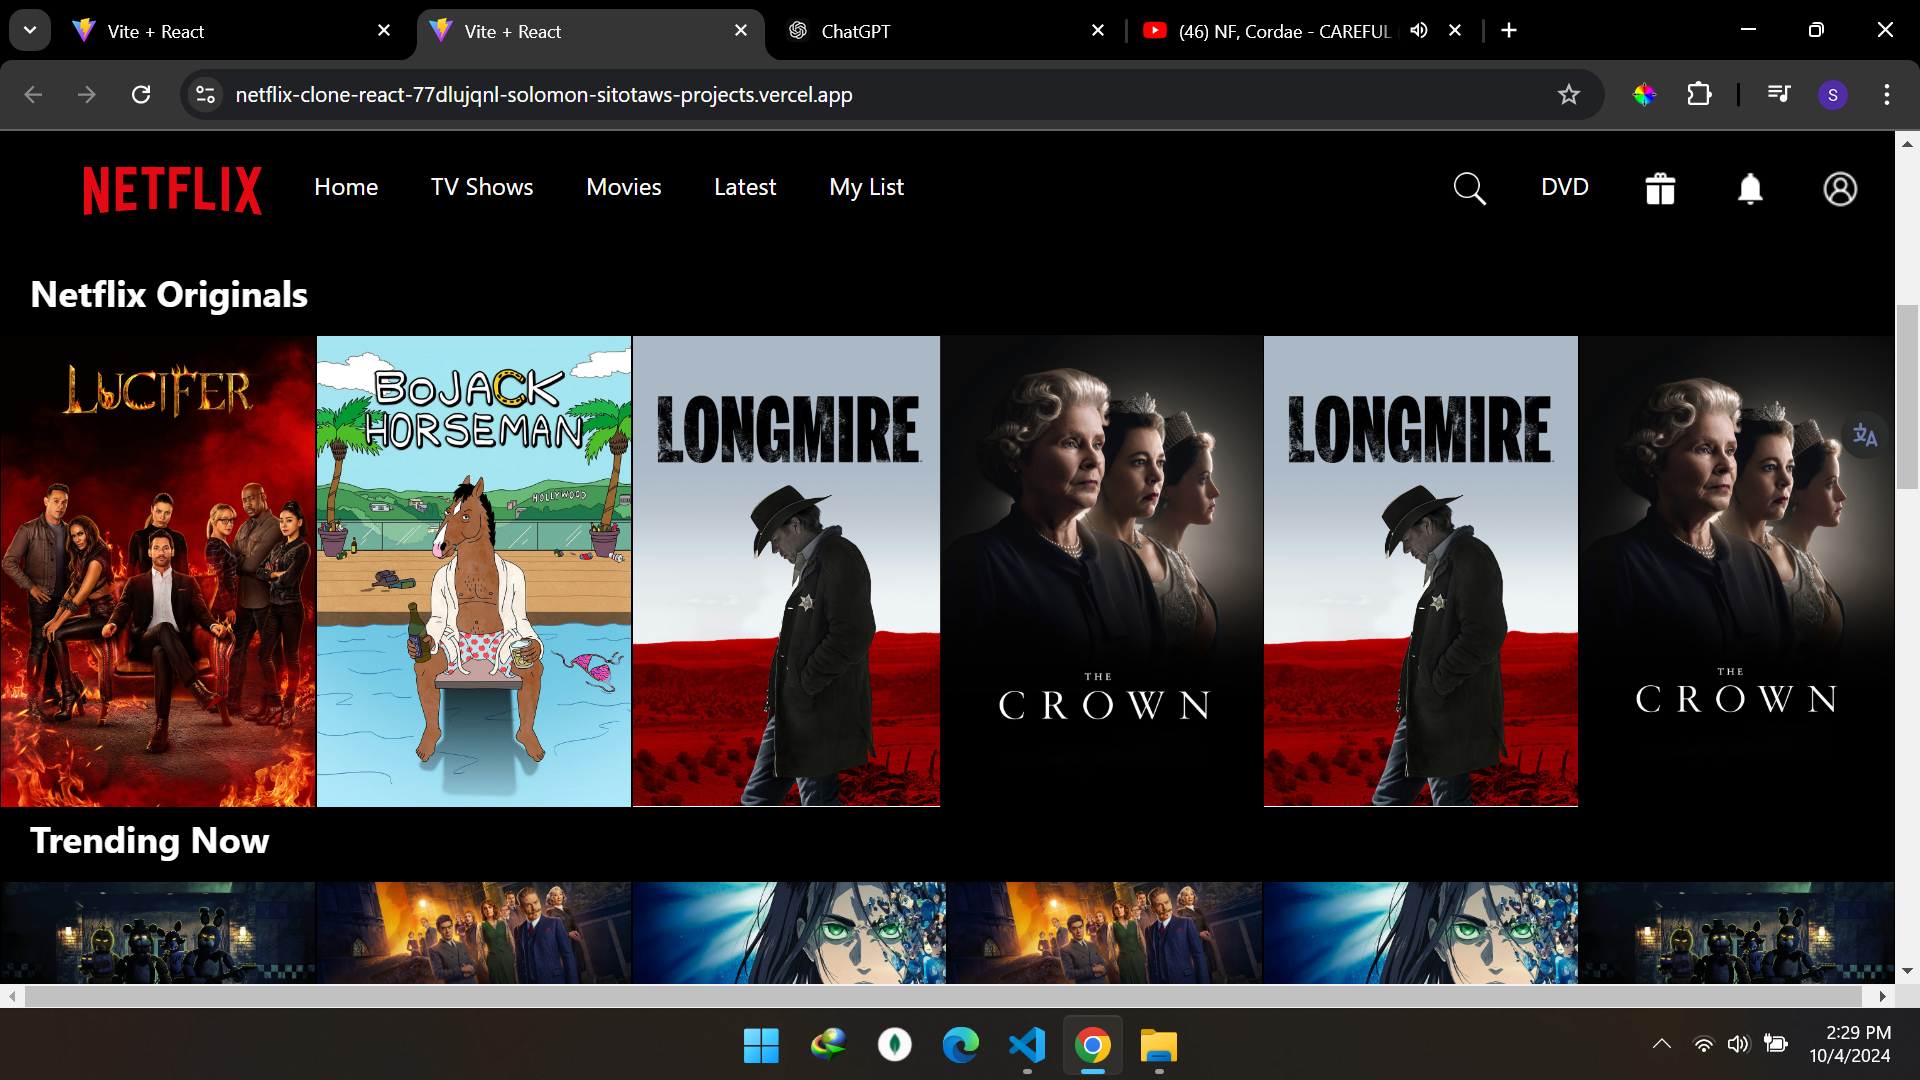 Vite + React
Vite + React
ChatGPT
(46) NF, Cordae - CAREFUL
netflix-clone-react-77dlujqnl-solomon-sitotaws-projects.vercel.app
S
NETFLIX
Home
TV Shows
Movies
Latest
My List
DVD
Netflix Originals
LUCIFER
BOJACK
HORSEMAN
HOLLYWOOD
LONGMIRE
THE
CROWN
LONGMIRE
THE
CROWN
Trending Now
2:29 PM
10/4/2024